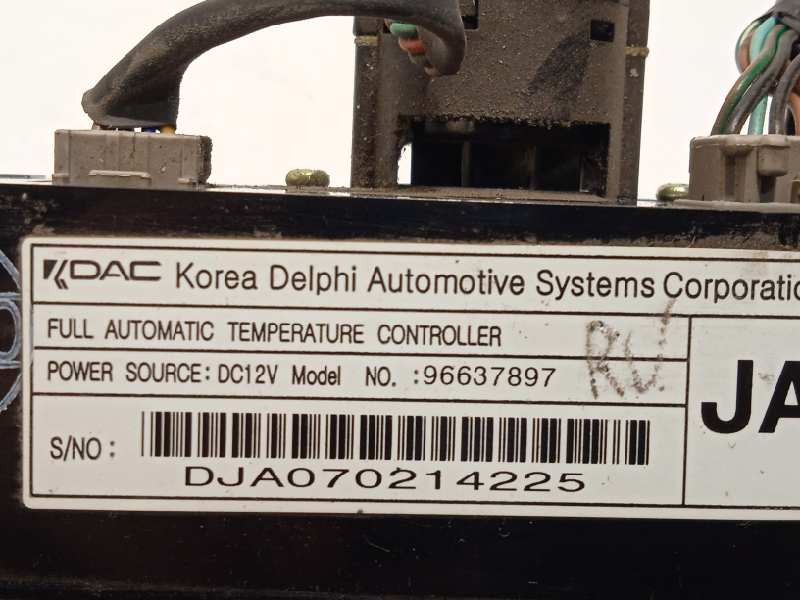 KDAC Korea Delphi Automotive Systems Corporatio
FULL AUTOMATIC TEMPERATURE CONTROLLER
POWER SOURCE: DC12V Model NO. :96637897
JA
S/NO :
DJA070214225